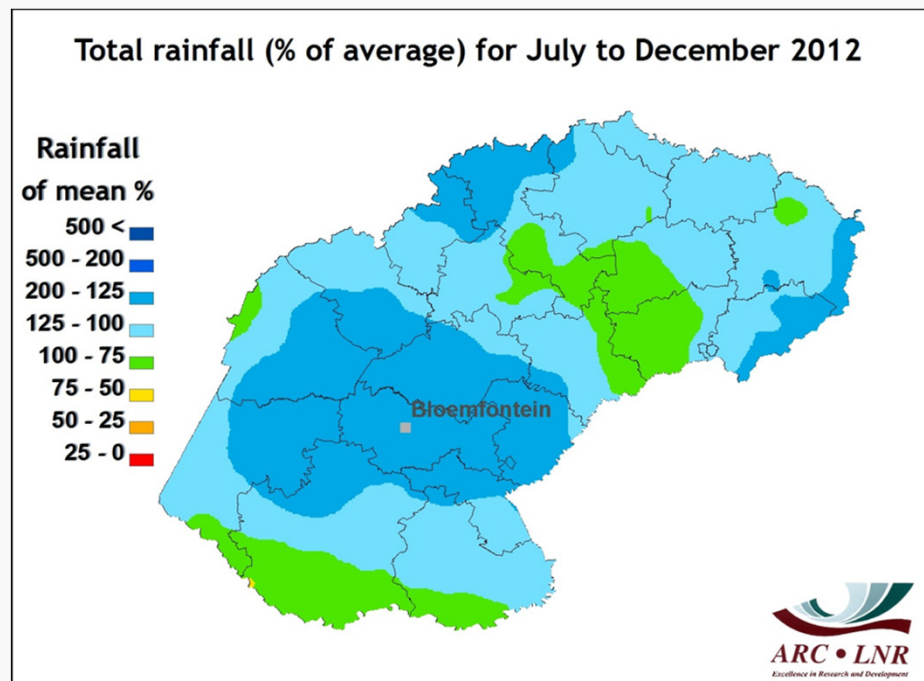 Total rainfall (% of average) for July to December 2012
Rainfall
of mean %
500 <
500 - 200
200 - 125
125 - 100
100 - 75
75 - 50
50 - 25
25 - 0
Bloemfontein
ARC • LNR
Excellence in Research and Development